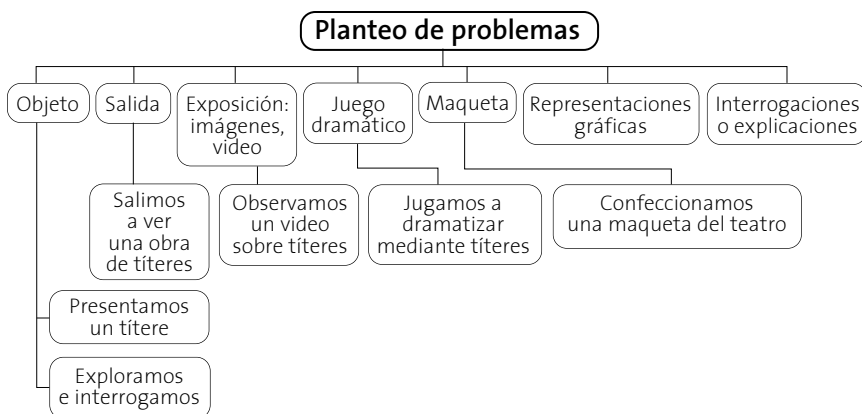 Planteo de problemas
Objeto
Salida
Exposición:
imágenes,
video
Juego
dramático
Maqueta
Representaciones
gráficas
Interrogaciones
o explicaciones
Salimos
a ver
una obra
de títeres
Observamos
un video
sobre títeres
Jugamos a
dramatizar
mediante títeres
Confeccionamos
una maqueta del teatro
Presentamos
un títere
Exploramos
e interrogamos